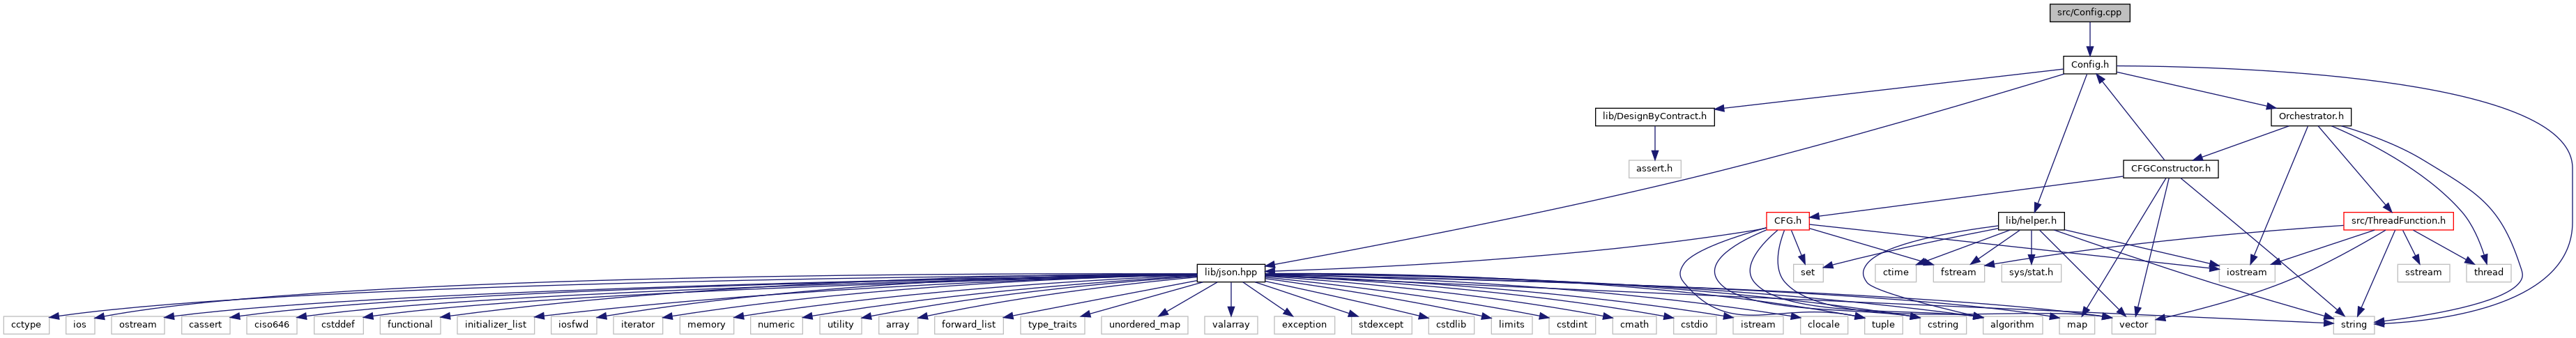 src/Config.cpp
Config.h
lib/DesignByContract.h
Orchestrator.h
assert.h
CFGConstructor.h
CFG.h
lib/helper.h
src/ThreadFunction.h
lib/json.hpp
set
ctime
fstream
sys/stat.h
iostream
sstream
thread
cctype
ios
ostream
cassert
ciso646
cstddef
functional
initializer_list
iosfwd
iterator
memory
numeric
utility
array
forward_list
type_traits
unordered_map
valarray
exception
stdexcept
cstdlib
limits
cstdint
cmath
cstdio
istream
clocale
tuple
cstring
algorithm
map
vector
string